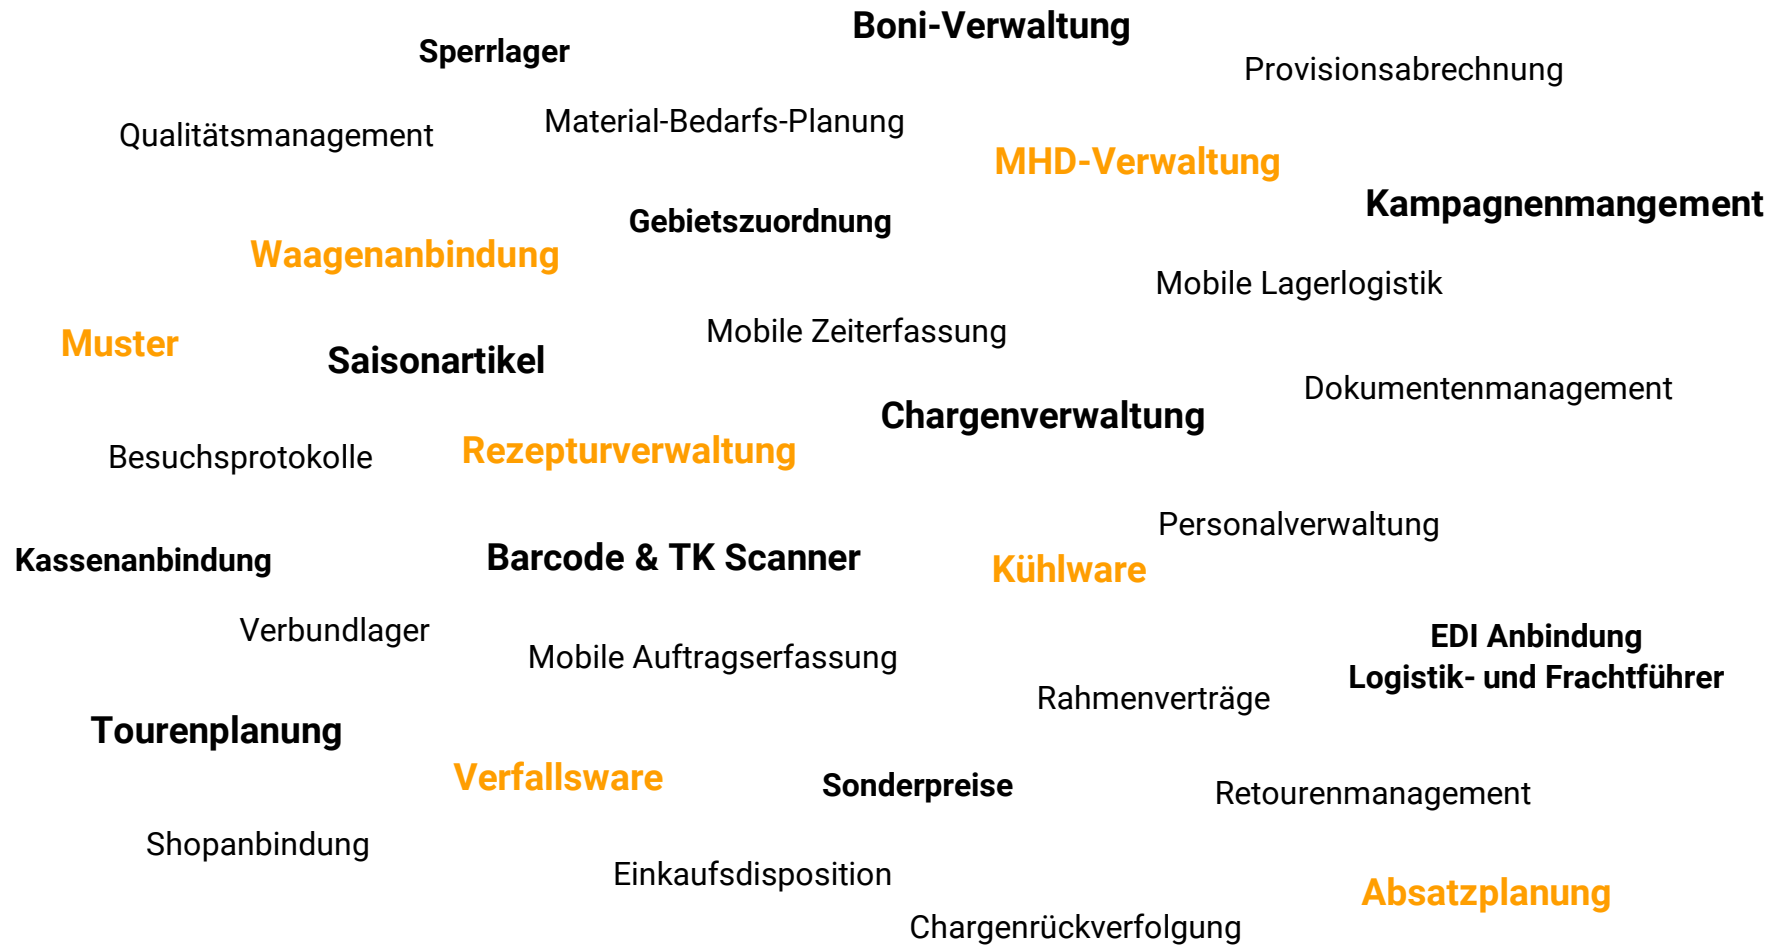 Boni-Verwaltung
Sperrlager
Provisionsabrechnung
Material-Bedarfs-Planung
Qualitätsmanagement
MHD-Verwaltung
Kampagnenmangement
Gebietszuordnung
Waagenanbindung
Mobile Lagerlogistik
Mobile Zeiterfassung
Muster
Saisonartikel
Dokumentenmanagement
Chargenverwaltung
Rezepturverwaltung
Besuchsprotokolle
Personalverwaltung
Kassenanbindung
Barcode & TK Scanner
Kühlware
Verbundlager
EDI Anbindung
Logistik- und Frachtführer
Mobile Auftragserfassung
Rahmenverträge
Tourenplanung
Verfallsware
Sonderpreise
Retourenmanagement
Shopanbindung
Einkaufsdisposition
Absatzplanung
Chargenrückverfolgung